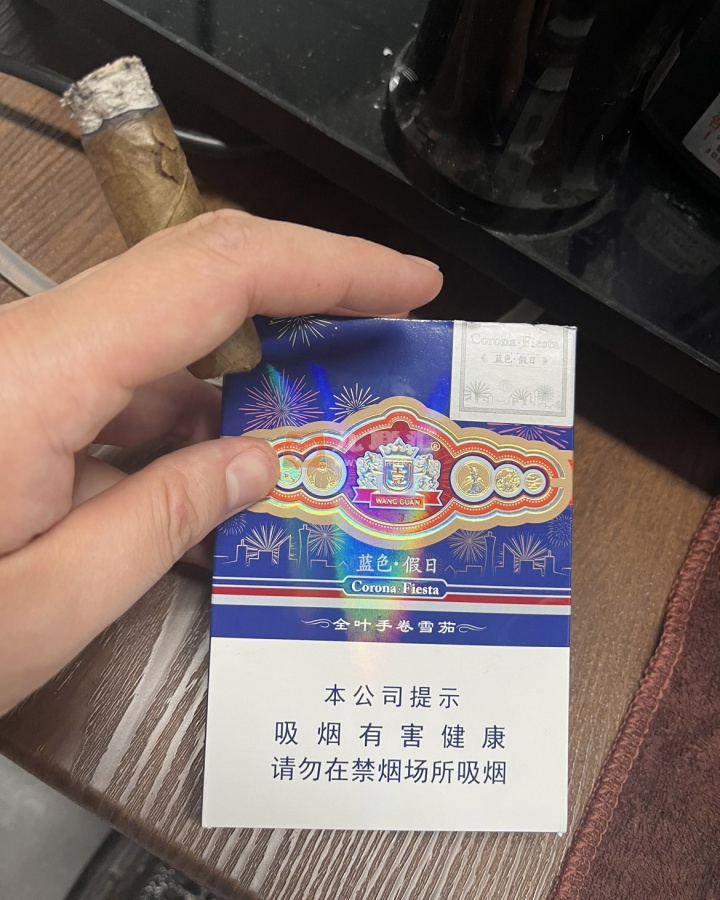 Corona·Fiesta
蓝色·假日
王冠
®
WANG GUAN
蓝色·假日
Corona·Fiesta
全叶手卷雪茄
本公司提示
吸烟有害健康
请勿在禁烟场所吸烟